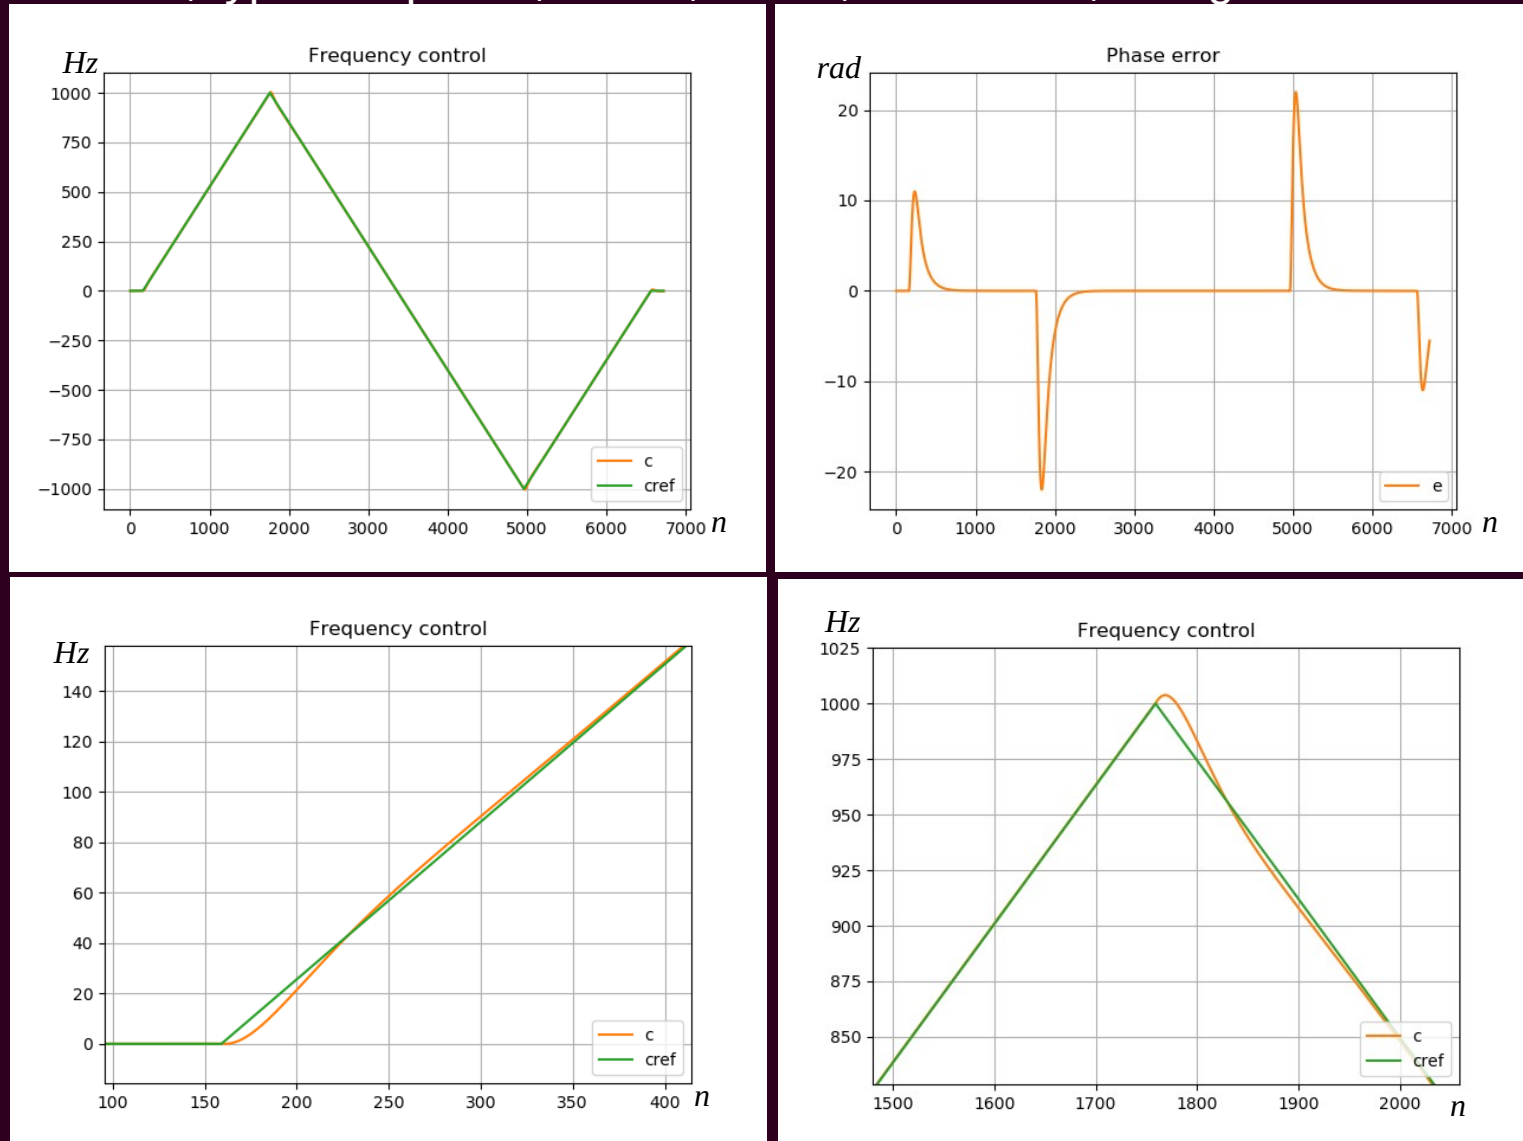 Frequency control
Hz
1000
750
500
250
0
−250
−500
−750
−1000
0 1000 2000 3000 4000 5000 6000 7000 n
c
cref
Phase error
rad
20
10
0
−10
−20
0 1000 2000 3000 4000 5000 6000 7000 n
e
Frequency control
Hz
140
120
100
80
60
40
20
0
100 150 200 250 300 350 400 n
c
cref
Frequency control
Hz
1025
1000
975
950
925
900
875
850
1500 1600 1700 1800 1900 2000 n
c
cref